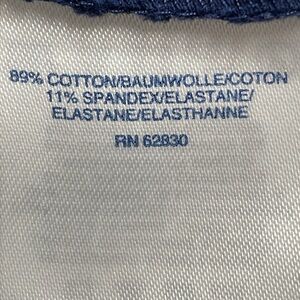 89% COTTON/BAUMWOLLE/COTON
11% SPANDEX/ELASTANE/
ELASTANE/ELASTHANNE
RN 62830